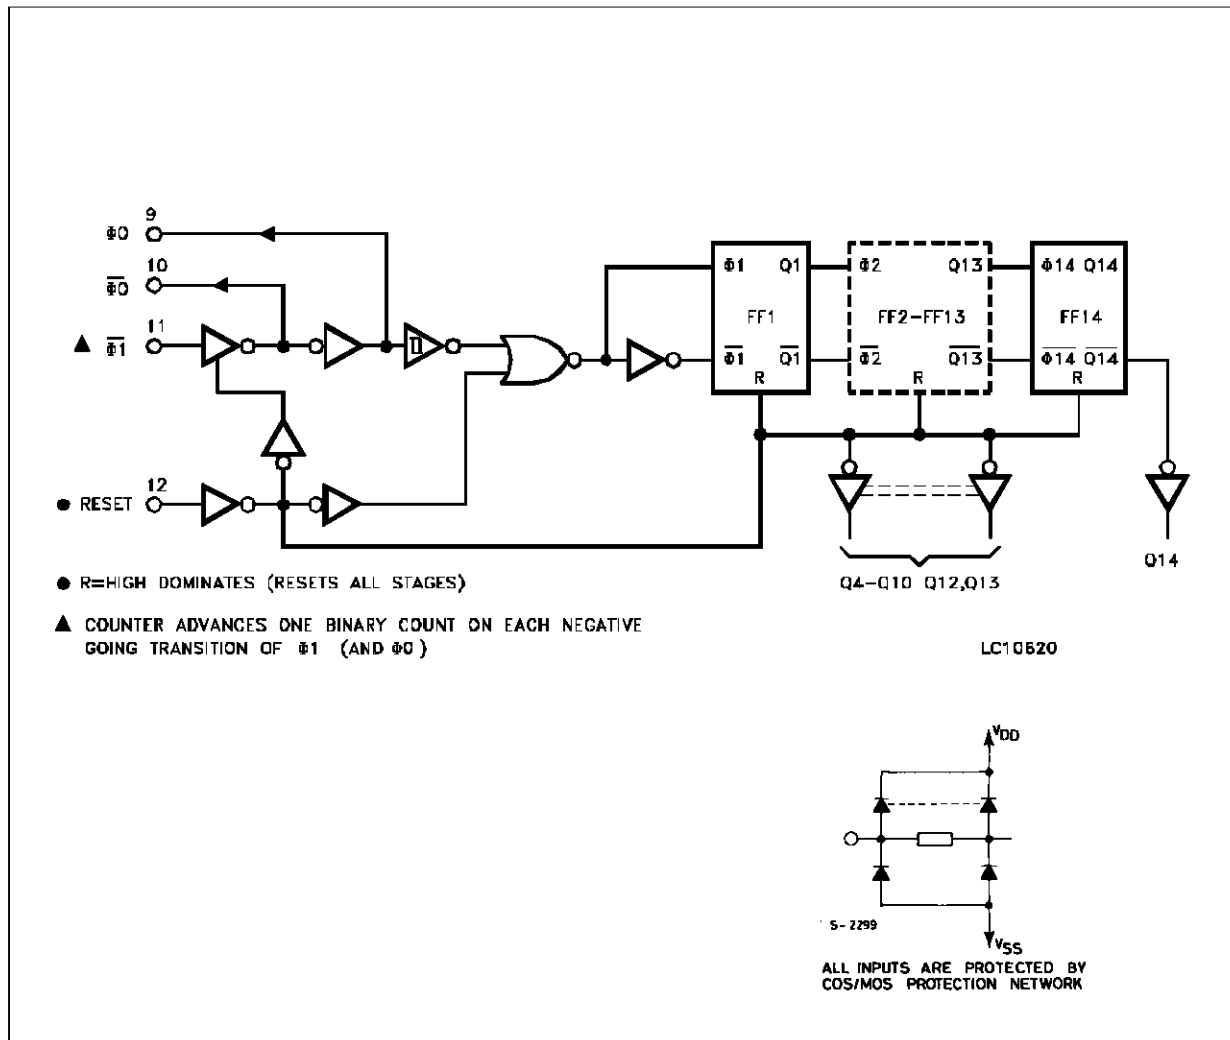 9
Φ0
10
Φ0
11
▲ Φ1
12
● RESET
Φ1 Q1
FF1
Φ1 Q1
R
Φ2 Q13
FF2-FF13
Φ2 Q13
R
Φ14 Q14
FF14
Φ14 Q14
R
Q4-Q10 Q12,Q13
Q14
● R=HIGH DOMINATES (RESETS ALL STAGES)
▲ COUNTER ADVANCES ONE BINARY COUNT ON EACH NEGATIVE
GOING TRANSITION OF Φ1 (AND Φ0)
LC10620
VDD
S-2299
VSS
ALL INPUTS ARE PROTECTED BY
COS/MOS PROTECTION NETWORK